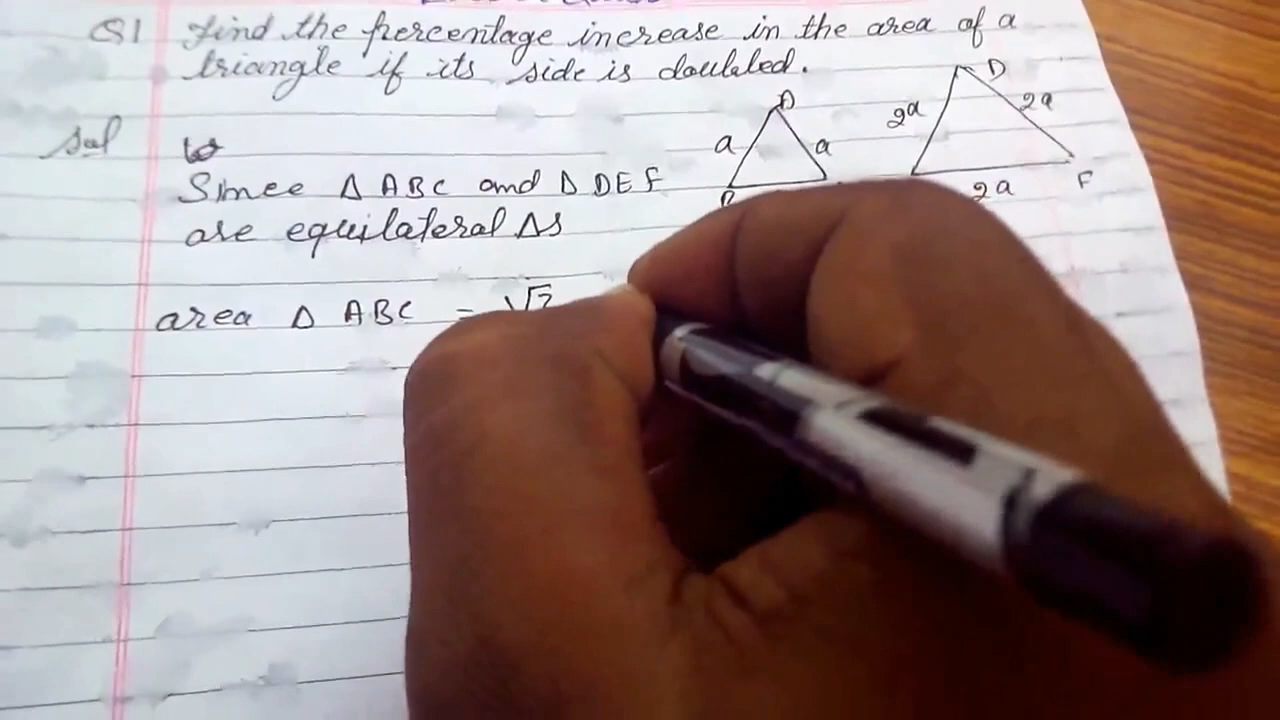 Q1 Find the percentage increase in the area of a
triangle if its side is doubled.
Sol
Since Δ ABC and Δ DEF
are equilateral Δs
area Δ ABC = √3
A
a a
B
D
2a 2a
2a F